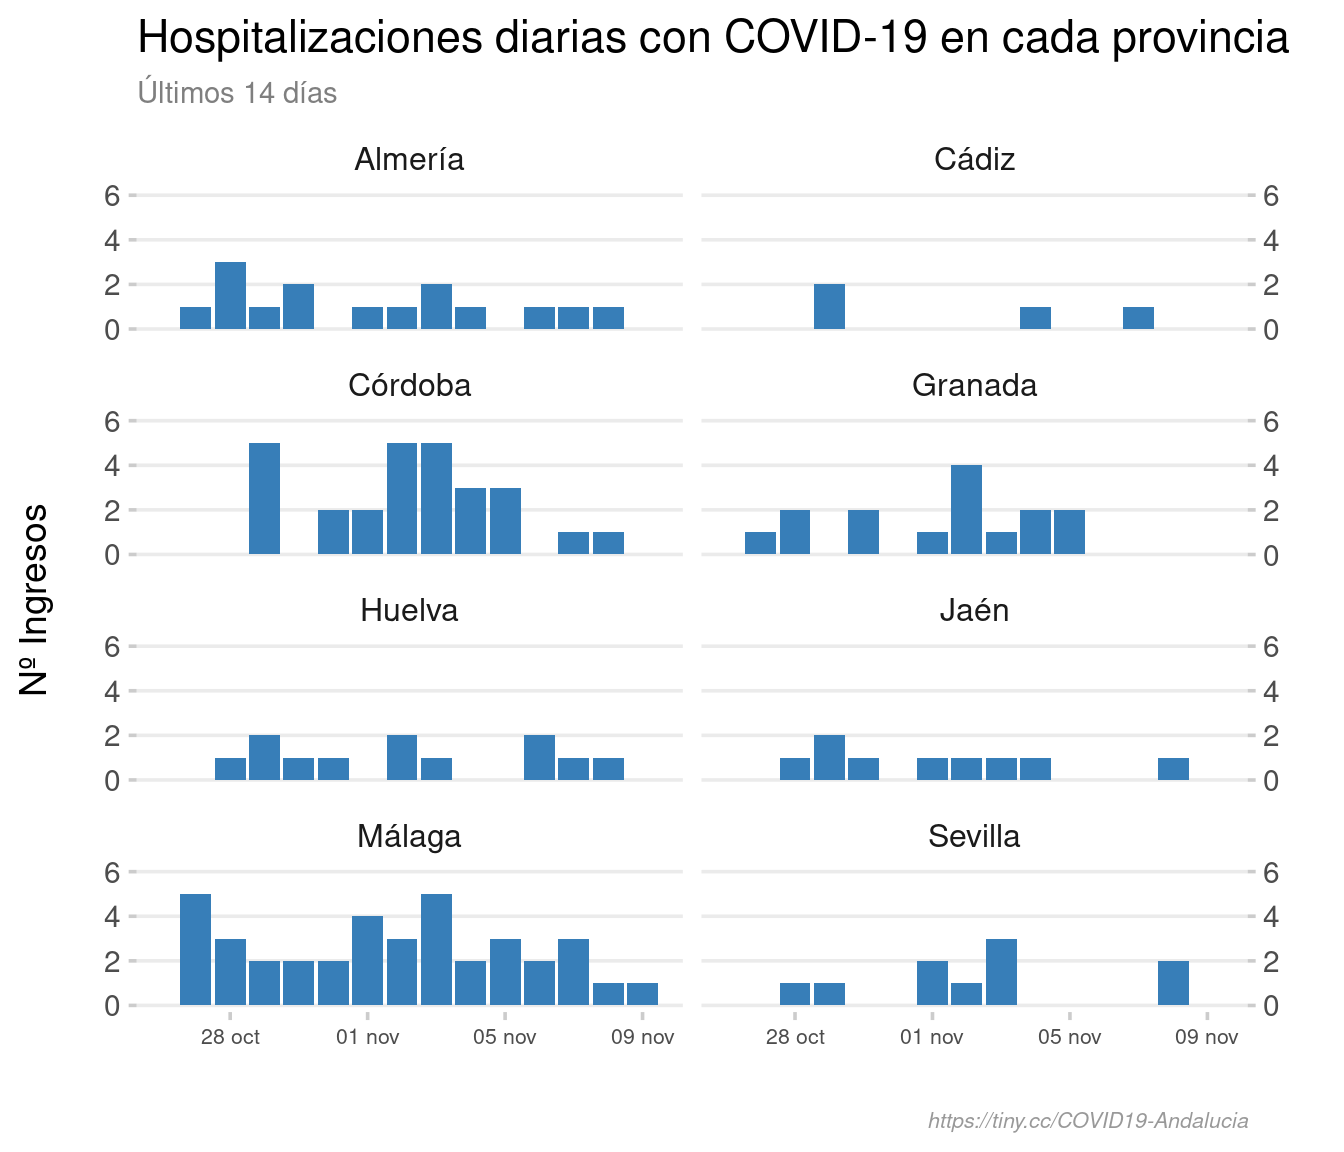 Hospitalizaciones diarias con COVID-19 en cada provincia
Últimos 14 días
Almería
Cádiz
6
4
2
0
6
4
2
0
Córdoba
Granada
6
4
2
0
6
4
2
0
Nº Ingresos
Huelva
Jaén
6
4
2
0
6
4
2
0
Málaga
Sevilla
6
4
2
0
6
4
2
0
28 oct 01 nov 05 nov 09 nov
28 oct 01 nov 05 nov 09 nov
https://tiny.cc/COVID19-Andalucia